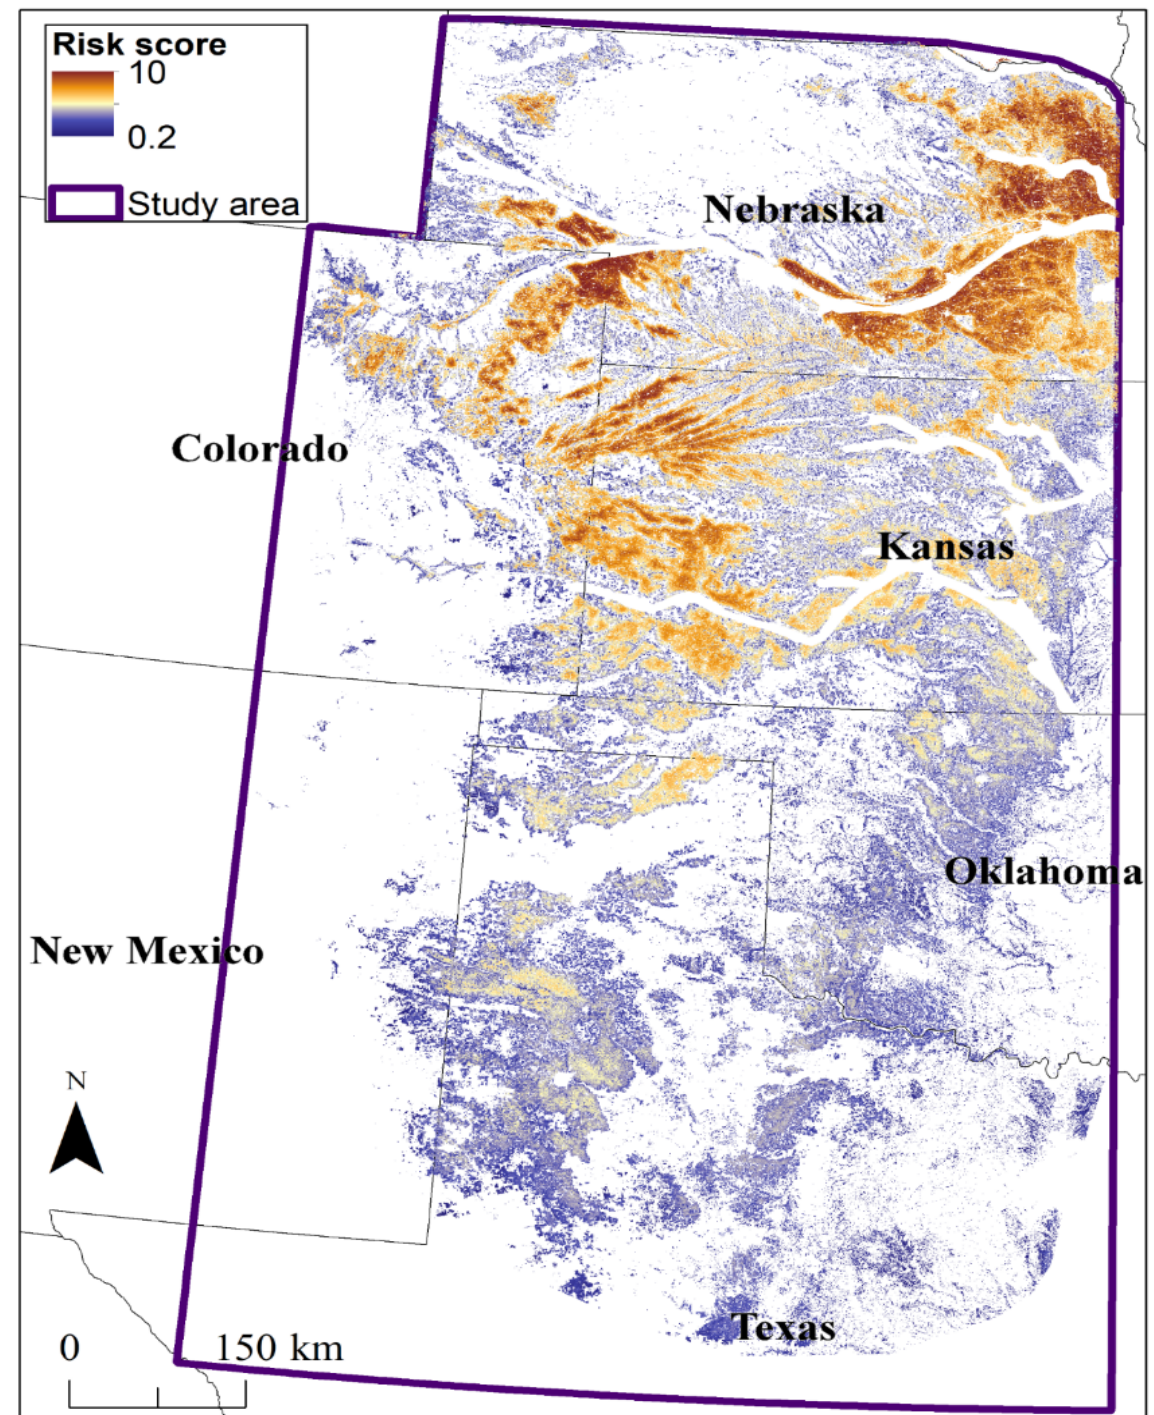 Risk score
10
0.2
Study area
Nebraska
Colorado
Kansas
Oklahoma
New Mexico
N
Texas
0 150 km